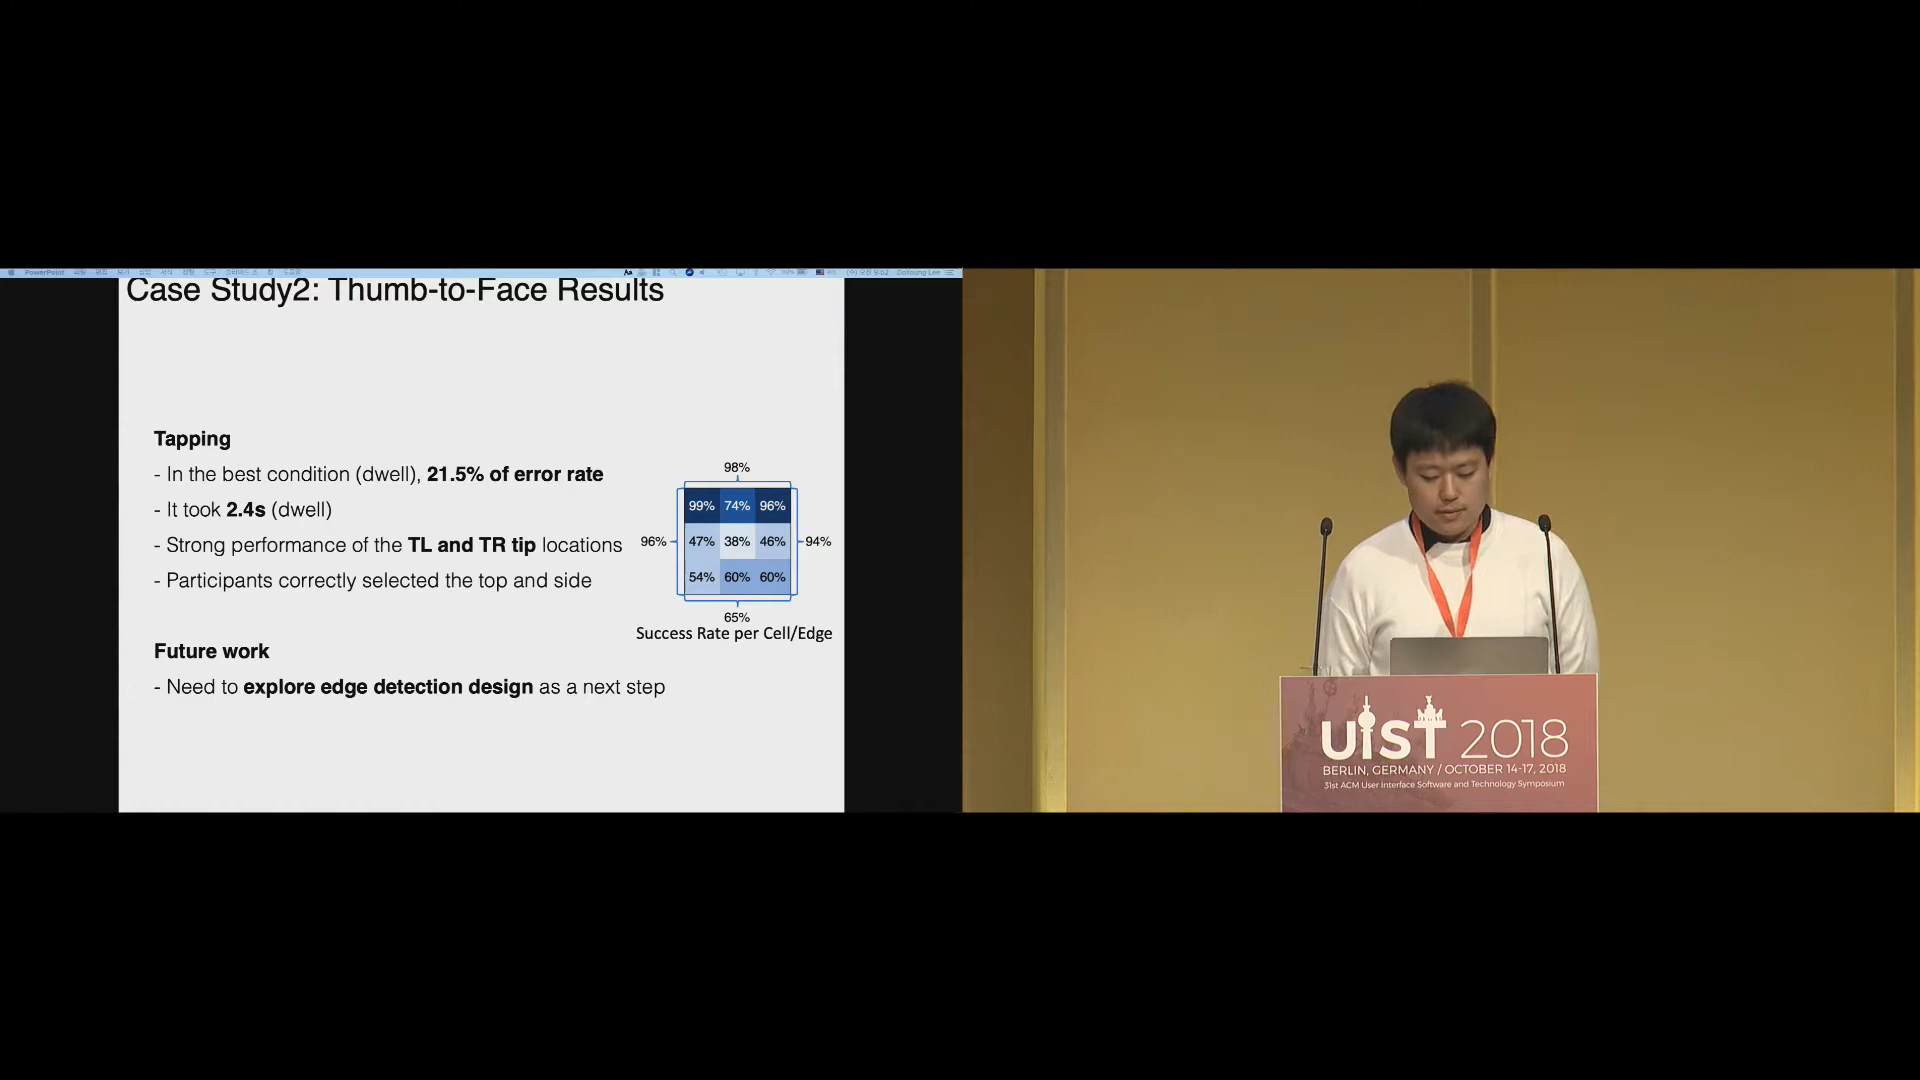 PowerPoint
DoYoung Lee
Case Study2: Thumb-to-Face Results
Tapping
- In the best condition (dwell), 21.5% of error rate
- It took 2.4s (dwell)
- Strong performance of the TL and TR tip locations
- Participants correctly selected the top and side
98%
99% 74% 96%
96% 47% 38% 46% 94%
54% 60% 60%
65%
Success Rate per Cell/Edge
Future work
- Need to explore edge detection design as a next step
UIST 2018
BERLIN, GERMANY / OCTOBER 14-17, 2018
31st ACM User Interface Software and Technology Symposium